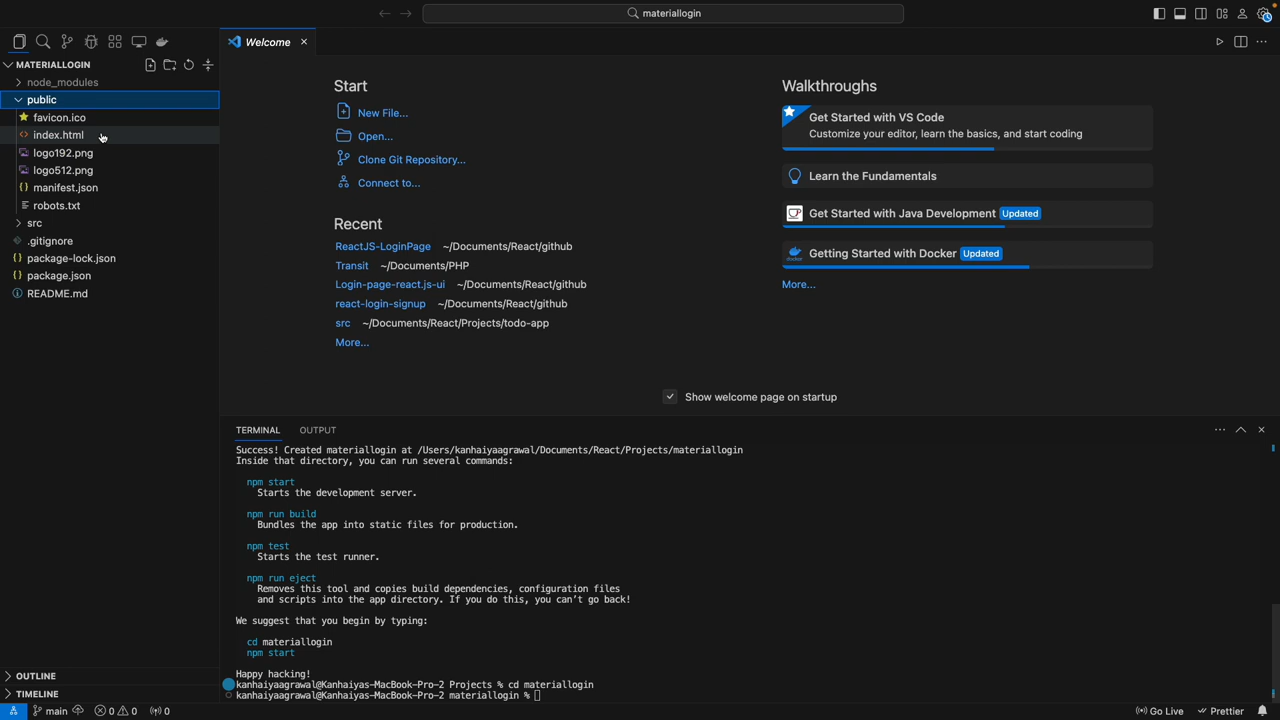 materiallogin
Welcome
MATERIALLOGIN
node_modules
public
favicon.ico
index.html
logo192.png
logo512.png
manifest.json
robots.txt
src
.gitignore
package-lock.json
package.json
README.md
OUTLINE
TIMELINE
Start
New File...
Open...
Clone Git Repository...
Connect to...
Recent
ReactJS-LoginPage ~/Documents/React/github
Transit ~/Documents/PHP
Login-page-react.js-ui ~/Documents/React/github
react-login-signup ~/Documents/React/github
src ~/Documents/React/Projects/todo-app
More...
Walkthroughs
Get Started with VS Code
Customize your editor, learn the basics, and start coding
Learn the Fundamentals
Get Started with Java Development Updated
Getting Started with Docker Updated
More...
Show welcome page on startup
TERMINAL OUTPUT
Success! Created materiallogin at /Users/kanhaiyaagrawal/Documents/React/Projects/materiallogin
Inside that directory, you can run several commands:
npm start
Starts the development server.
npm run build
Bundles the app into static files for production.
npm test
Starts the test runner.
npm run eject
Removes this tool and copies build dependencies, configuration files
and scripts into the app directory. If you do this, you can't go back!
We suggest that you begin by typing:
cd materiallogin
npm start
Happy hacking!
kanhaiyaagrawal@Kanhaiyas-MacBook-Pro-2 Projects % cd materiallogin
kanhaiyaagrawal@Kanhaiyas-MacBook-Pro-2 materiallogin %
main 0 0 0 Go Live Prettier